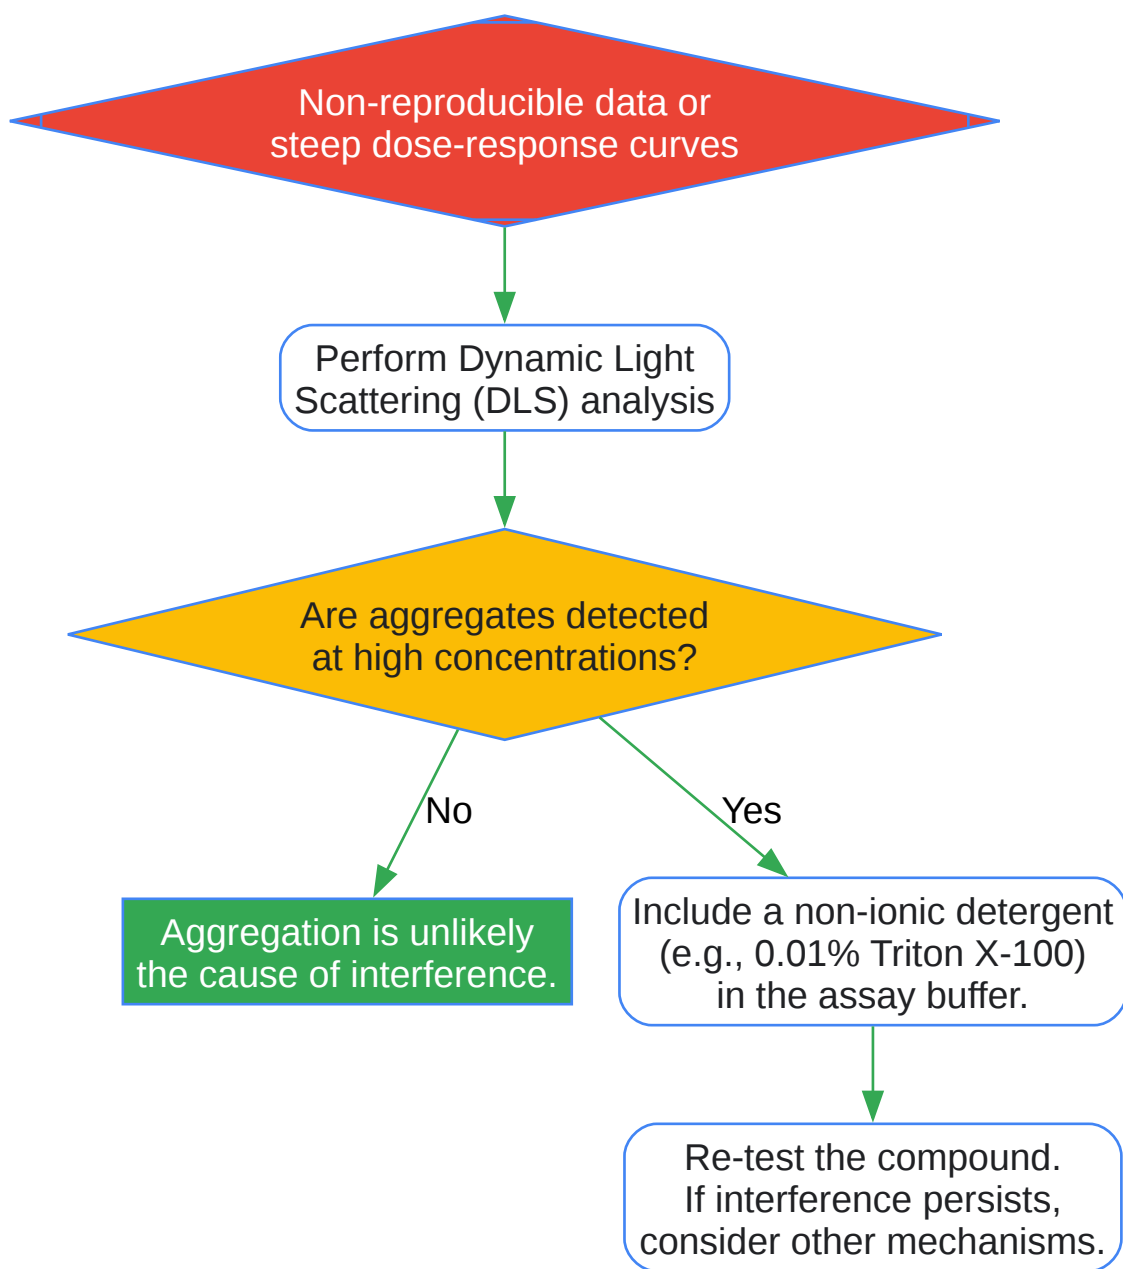 Non-reproducible data or
steep dose-response curves
Perform Dynamic Light
Scattering (DLS) analysis
Are aggregates detected
at high concentrations?
No
Yes
Aggregation is unlikely
the cause of interference.
Include a non-ionic detergent
(e.g., 0.01% Triton X-100)
in the assay buffer.
Re-test the compound.
If interference persists,
consider other mechanisms.